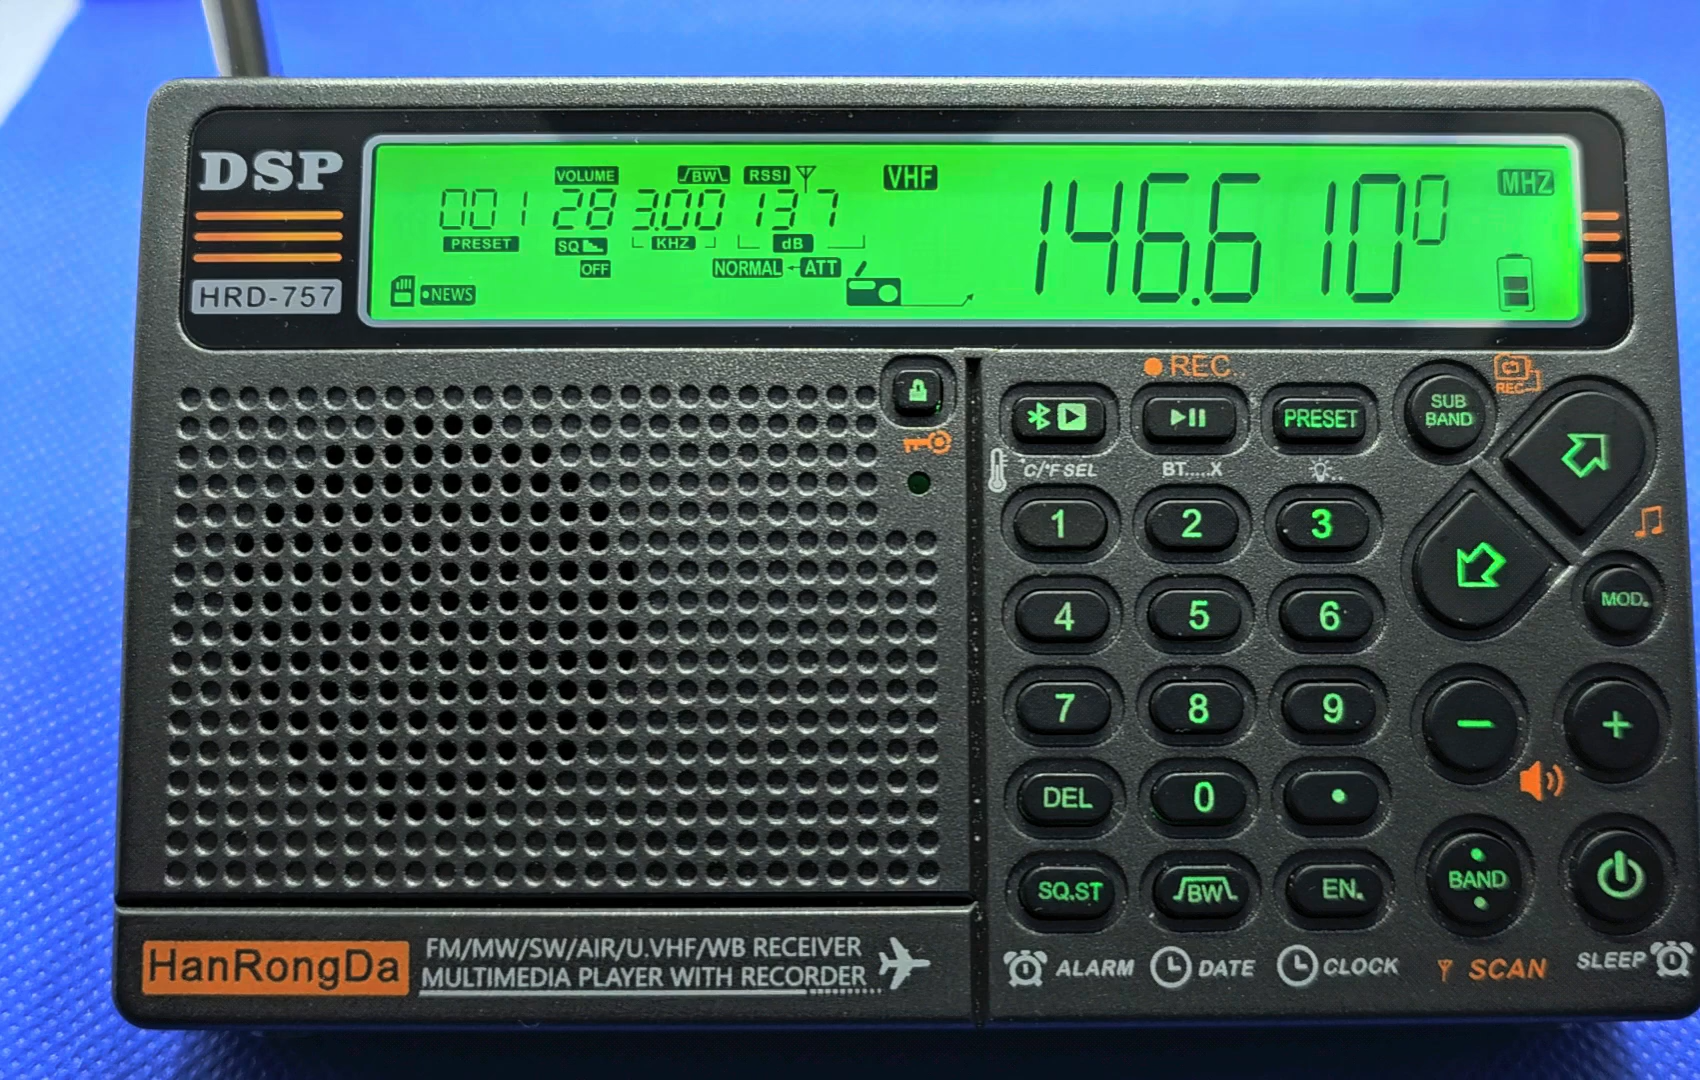 DSP
HRD-757
VOLUME BW RSSI VHF MHZ
001 28 3.00 137 146.6100
PRESET SQ KHZ dB
OFF NORMAL ATT
NEWS
REC
PRESET
SUB BAND
REC
°C/°F SEL BT.....X
1 2 3
4 5 6
MOD.
7 8 9
- +
DEL 0 .
SQ.ST BW EN. BAND
ALARM DATE CLOCK SCAN SLEEP
HanRongDa
FM/MW/SW/AIR/U.VHF/WB RECEIVER
MULTIMEDIA PLAYER WITH RECORDER